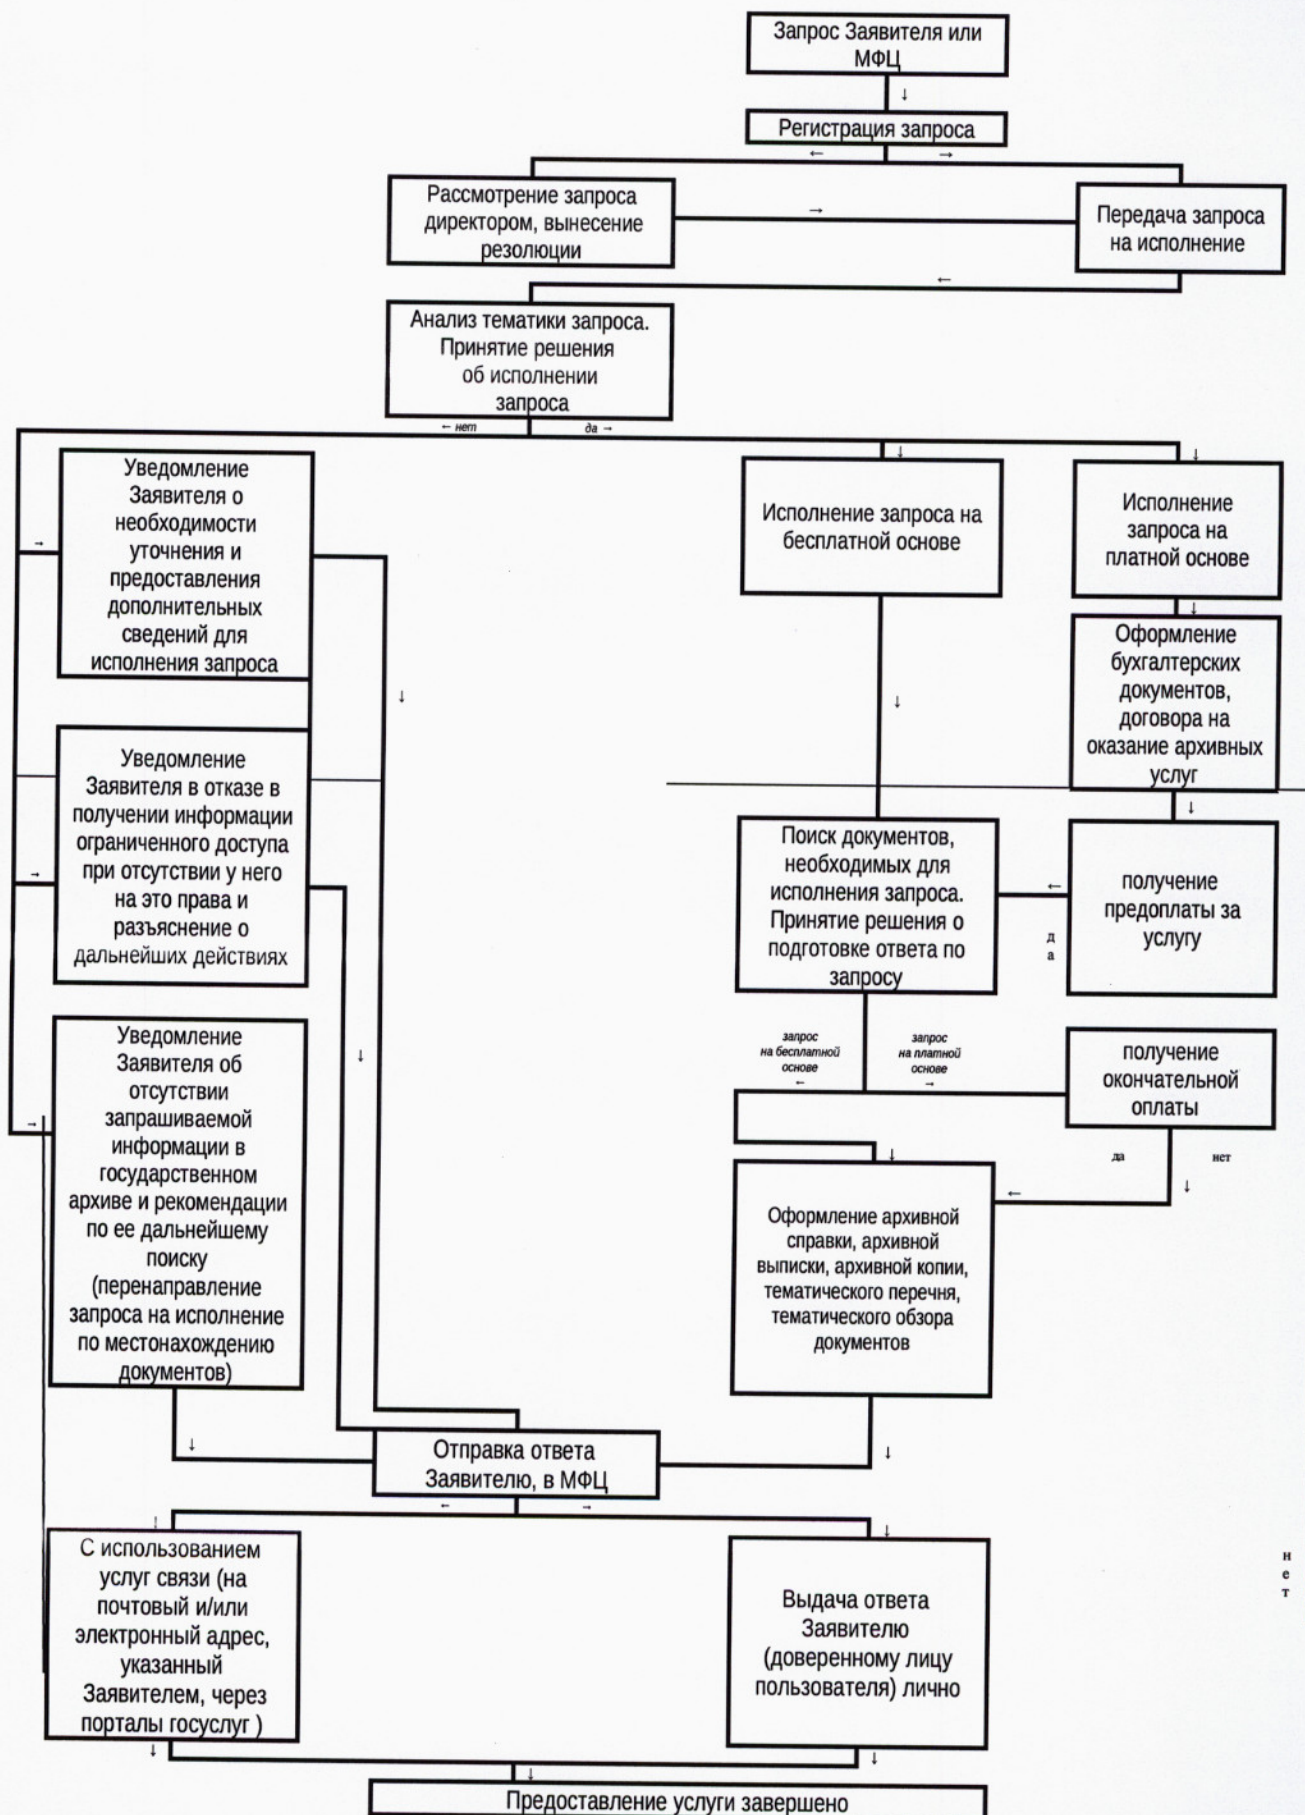 Запрос Заявителя или
МФЦ
↓
Регистрация запроса
← →
Рассмотрение запроса
директором, вынесение
резолюции
→
Передача запроса
на исполнение
←
Анализ тематики запроса.
Принятие решения
об исполнении
запроса
← нет
да →
Уведомление
Заявителя о
необходимости
уточнения и
предоставления
дополнительных
сведений для
исполнения запроса
Исполнение запроса на
бесплатной основе
Исполнение
запроса на
платной основе
Оформление
бухгалтерских
документов,
договора на
оказание архивных
услуг
Уведомление
Заявителя в отказе в
получении информации
ограниченного доступа
при отсутствии у него
на это права и
разъяснение о
дальнейших действиях
Поиск документов,
необходимых для
исполнения запроса.
Принятие решения о
подготовке ответа по
запросу
←
д
а
получение
предоплаты за
услугу
Уведомление
Заявителя об
отсутствии
запрашиваемой
информации в
государственном
архиве и рекомендации
по ее дальнейшему
поиску
(перенаправление
запроса на исполнение
по местонахождению
документов)
запрос
на бесплатной
основе
←
запрос
на платной
основе
→
получение
окончательной
оплаты
да
нет
Оформление архивной
справки, архивной
выписки, архивной копии,
тематического перечня,
тематического обзора
документов
Отправка ответа
Заявителю, в МФЦ
← →
С использованием
услуг связи (на
почтовый и/или
электронный адрес,
указанный
Заявителем, через
порталы госуслуг )
Выдача ответа
Заявителю
(доверенному лицу
пользователя) лично
н
е
т
Предоставление услуги завершено